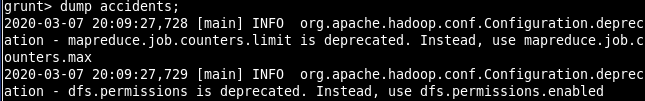 grunt> dump accidents;
2020-03-07 20:09:27,728 [main] INFO  org.apache.hadoop.conf.Configuration.deprec
ation - mapreduce.job.counters.limit is deprecated. Instead, use mapreduce.job.c
ounters.max
2020-03-07 20:09:27,729 [main] INFO  org.apache.hadoop.conf.Configuration.deprec
ation - dfs.permissions is deprecated. Instead, use dfs.permissions.enabled